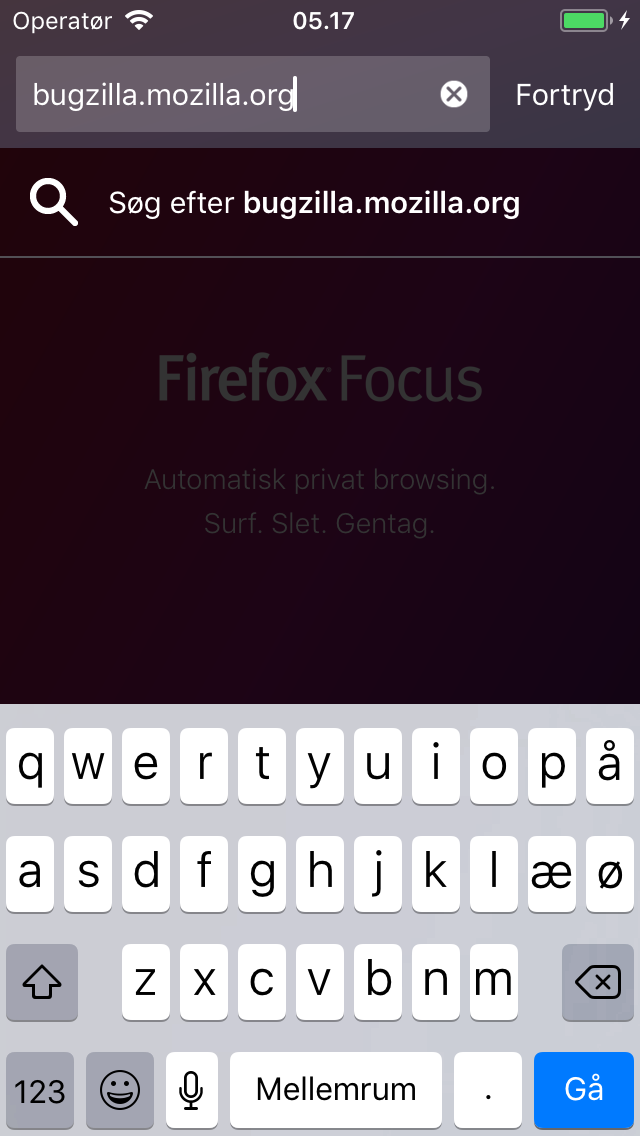 Operatør 05.17
bugzilla.mozilla.org Fortryd
Søg efter bugzilla.mozilla.org
Firefox Focus
Automatisk privat browsing.
Surf. Slet. Gentag.
q w e r t y u i o p å
a s d f g h j k l æ ø
z x c v b n m
123 Mellemrum . Gå